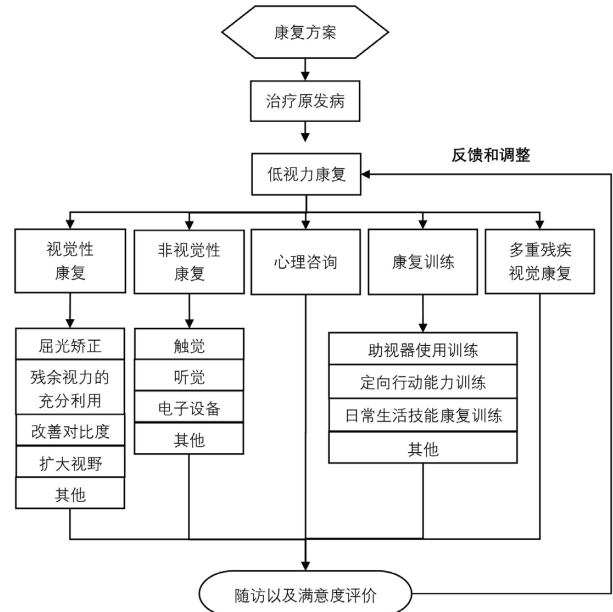 康复方案
治疗原发病
反馈和调整
低视力康复
视觉性
康复
非视觉性
康复
心理咨询
康复训练
多重残疾
视觉康复
屈光矫正
残余视力的
充分利用
改善对比度
扩大视野
其他
触觉
听觉
电子设备
其他
助视器使用训练
定向行动能力训练
日常生活技能康复训练
其他
随访以及满意度评价